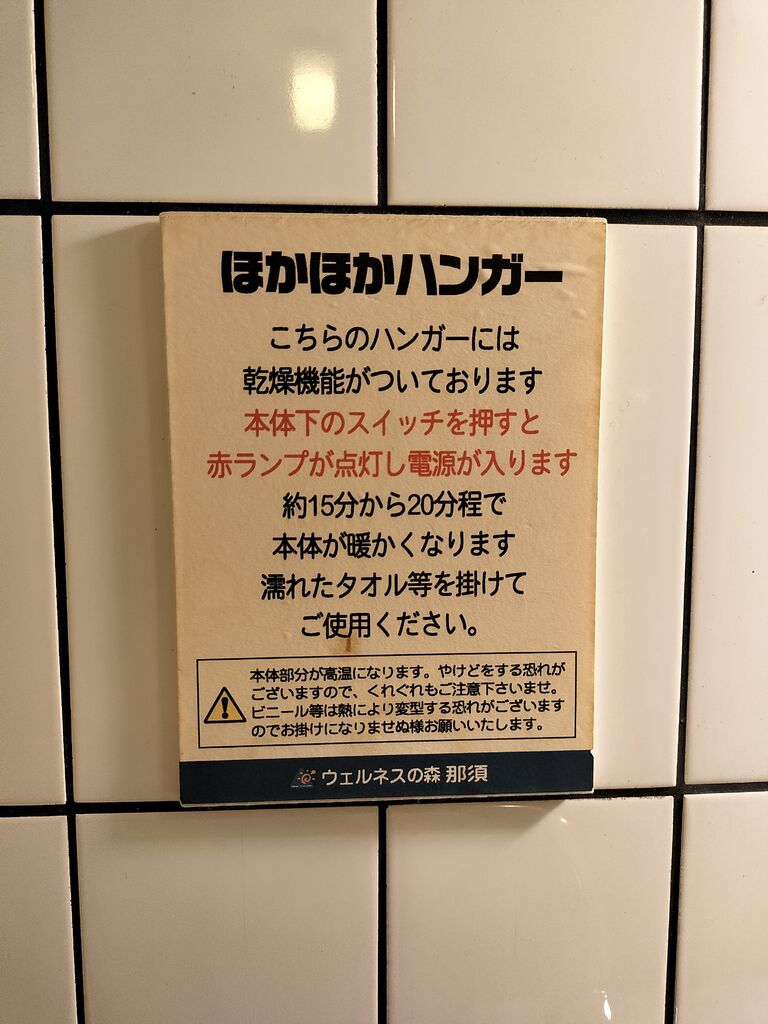 ほかほかハンガー
こちらのハンガーには
乾燥機能がついております
本体下のスイッチを押すと
赤ランプが点灯し電源が入ります
約15分から20分程で
本体が暖かくなります
濡れたタオル等を掛けて
ご使用ください。
本体部分が高温になります。やけどをする恐れが
ございますので、くれぐれもご注意下さいませ。
ビニール等は熱により変型する恐れがございます
のでお掛けになりませぬ様お願いいたします。
ウェルネスの森 那須